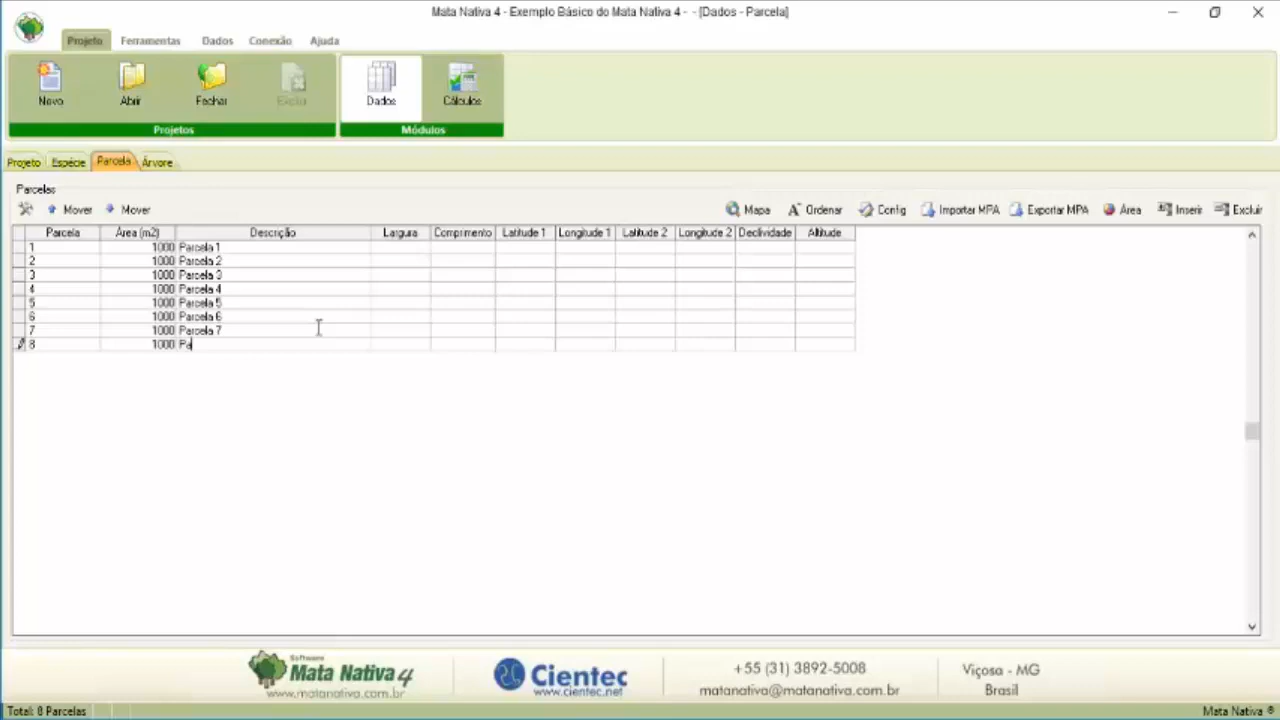 Mata Nativa 4 - Exemplo Básico do Mata Nativa 4 - - [Dados - Parcela]
Projeto Ferramentas Dados Conexão Ajuda
Novo Abrir Fechar Excluir Dados Cálculos
Projetos Módulos
Projeto Espécie Parcela Árvore
Parcelas
Mover Mover Mapa Ordenar Config Importar MPA Exportar MPA Área Inserir Excluir
Parcela Área (m2) Descrição Largura Comprimento Latitude 1 Longitude 1 Latitude 2 Longitude 2 Declividade Altitude
1 1000 Parcela 1
2 1000 Parcela 2
3 1000 Parcela 3
4 1000 Parcela 4
5 1000 Parcela 5
6 1000 Parcela 6
7 1000 Parcela 7
8 1000 Pa
Software
Mata Nativa 4
www.matanativa.com.br
Cientec
www.cientec.net
+55 (31) 3892-5008
matanativa@matanativa.com.br
Viçosa - MG
Brasil
Total: 8 Parcelas Mata Nativa ®